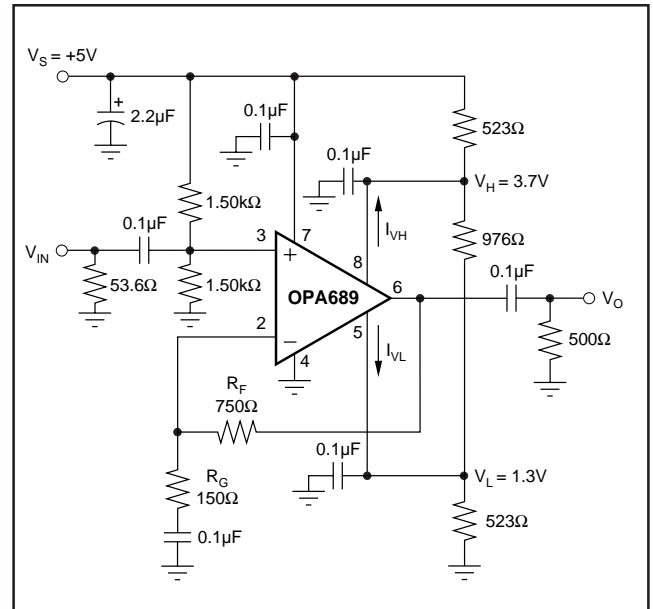 V_S = +5V
+
2.2µF
0.1µF
523Ω
0.1µF
V_H = 3.7V
1.50kΩ
I_VH
976Ω
0.1µF
3
7
V_IN
+
8
6
0.1µF
V_O
53.6Ω
1.50kΩ
OPA689
2
5
500Ω
−
4
I_VL
R_F
750Ω
0.1µF
V_L = 1.3V
R_G
150Ω
523Ω
0.1µF